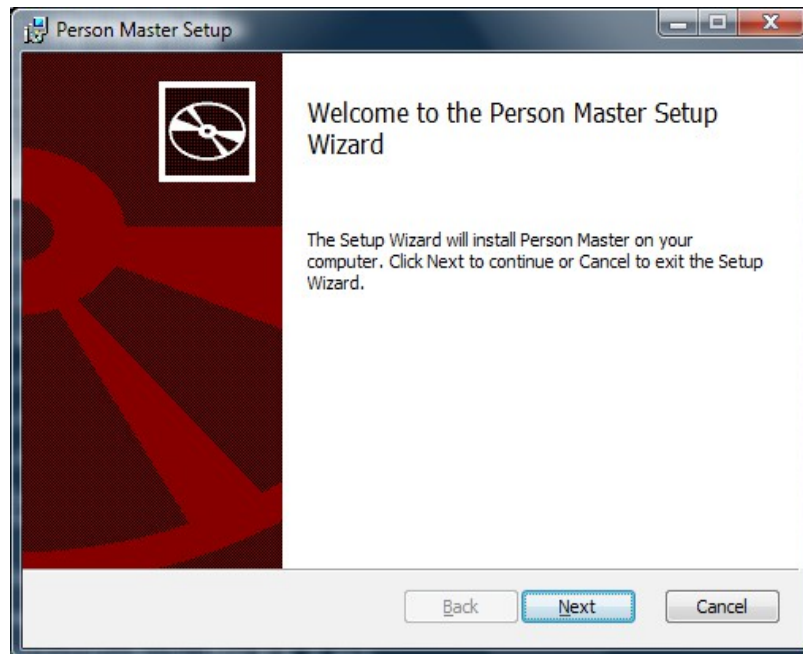 Person Master Setup
Welcome to the Person Master Setup
Wizard
The Setup Wizard will install Person Master on your
computer. Click Next to continue or Cancel to exit the Setup
Wizard.
Back Next Cancel